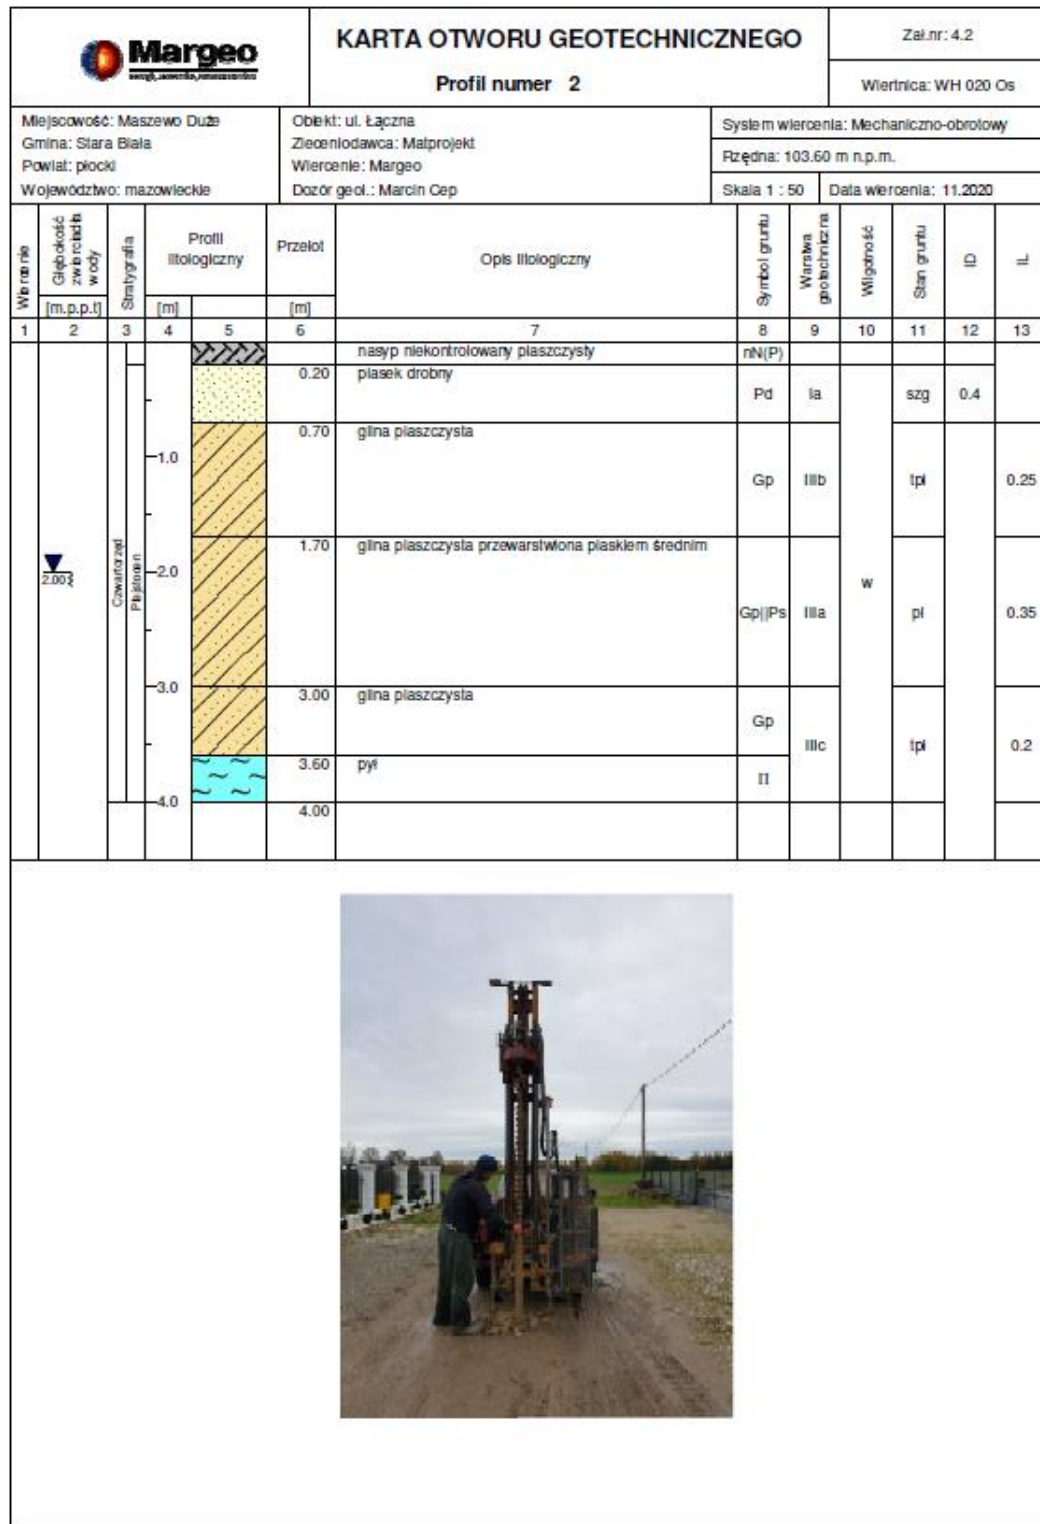 Margeo
KARTA OTWORU GEOTECHNICZNEGO
Profil numer 2
Zał.nr: 4.2
Wiertnica: WH 020 Os
Miejscowość: Maszewo Duże
Gmina: Stara Biała
Powiat: płocki
Województwo: mazowieckie
Obiekt: ul. Łączna
Zleceniodawca: Matprojekt
Wiercenie: Margeo
Dozór geol.: Marcin Cep
System wiercenia: Mechaniczno-obrotowy
Rzędna: 103.60 m n.p.m.
Skala 1 : 50 Data wiercenia: 11.2020
Wiercenie
Głębokość zwierciadła wody
[m.p.p.t]
Stratygrafia
Profil litologiczny
[m]
Przelot
[m]
Opis litologiczny
Symbol gruntu
Warstwa geotechniczna
Wilgotność
Stan gruntu
ID
IL
1 2 3 4 5 6 7 8 9 10 11 12 13
nasyp niekontrolowany piaszczysty nN(P)
0.20 piasek drobny Pd Ia szg 0.4
0.70 glina piaszczysta
1.0
Gp IIIb tpl 0.25
1.70 glina piaszczysta przewarstwiona piaskiem średnim
2.00
Czwartorzęd
Plejstocen
2.0
w
Gp||Ps IIIa pl 0.35
3.0
3.00 glina piaszczysta
Gp
IIIc tpl 0.2
3.60 pył
Π
4.0
4.00